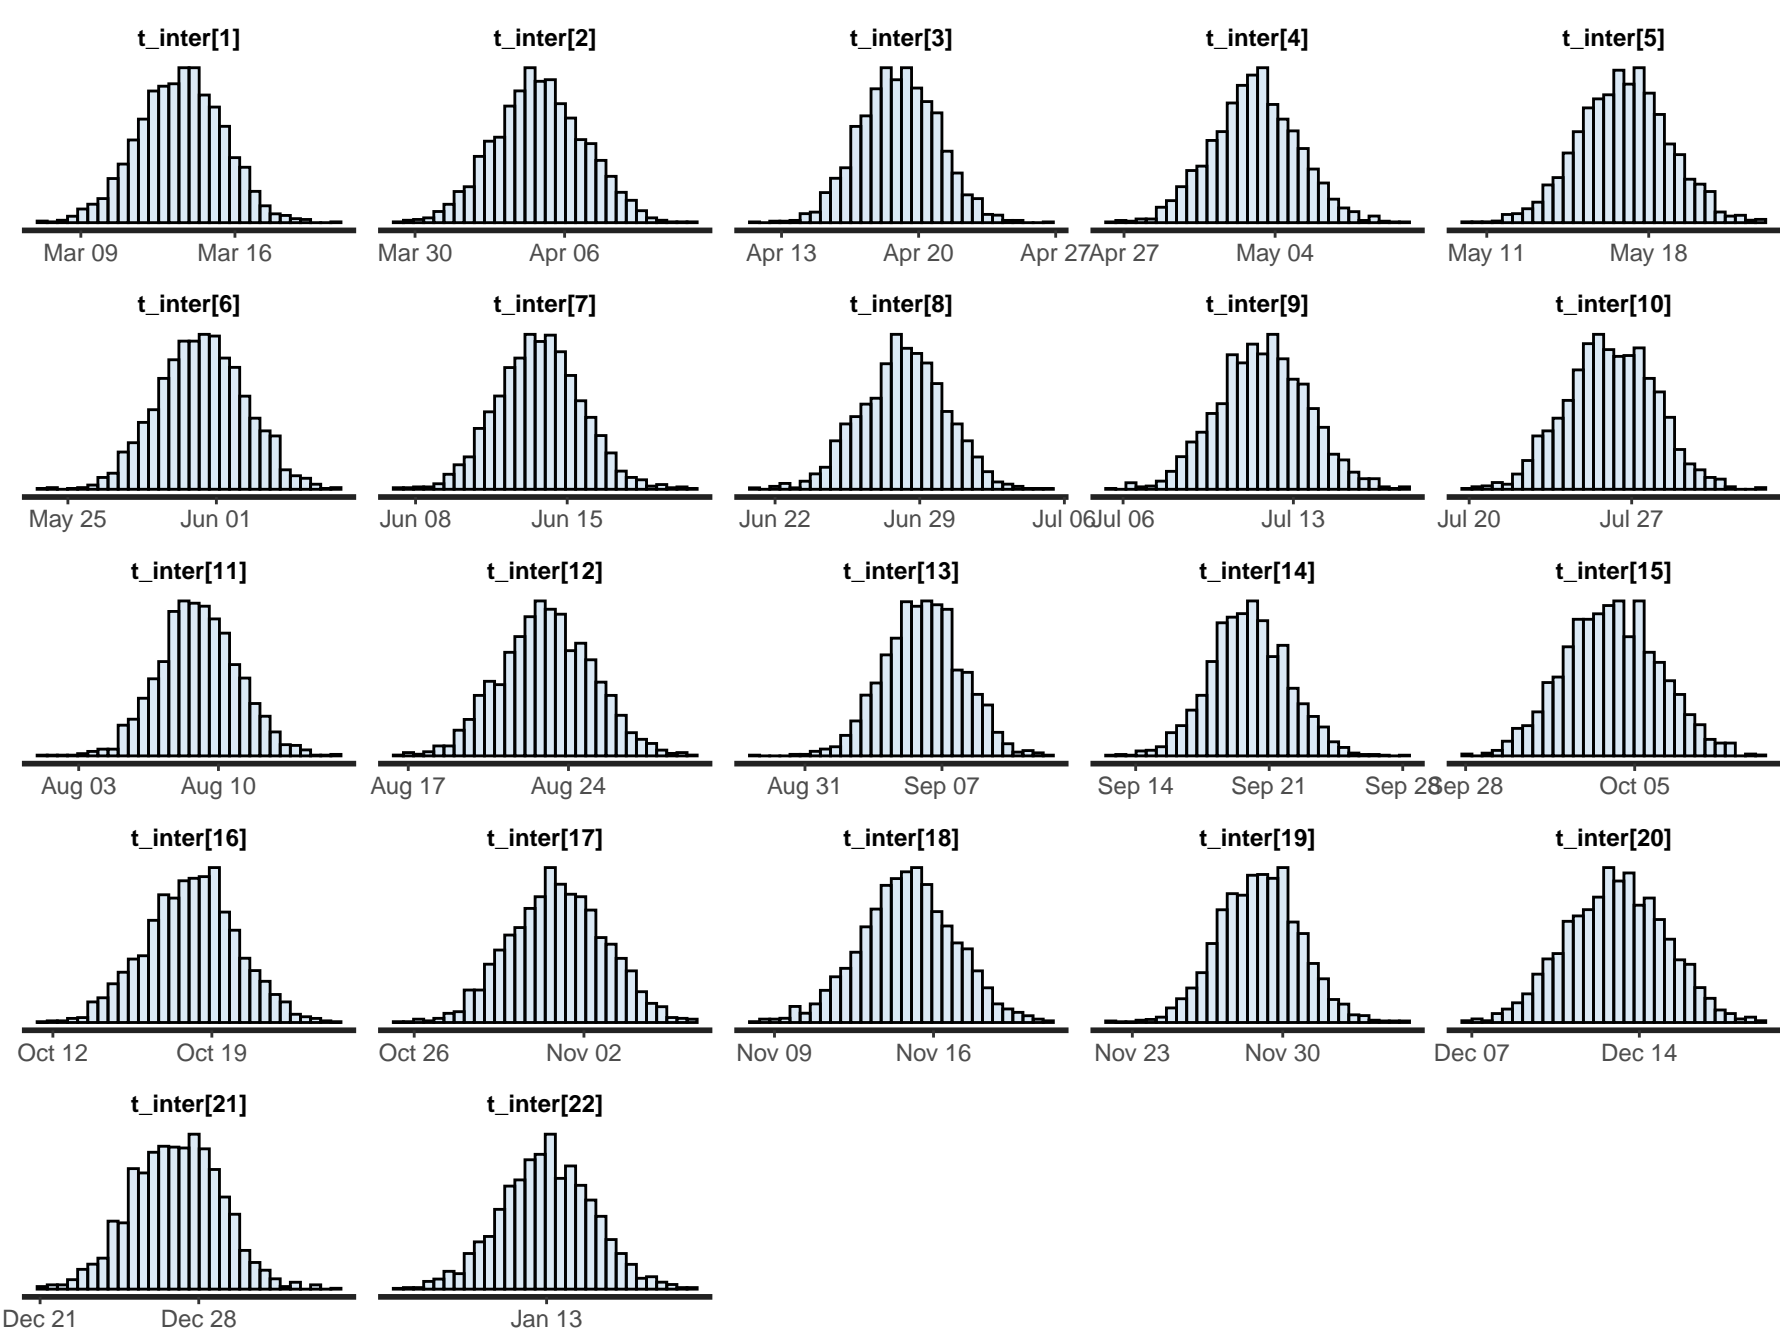 t_inter[1] t_inter[2] t_inter[3] t_inter[4] t_inter[5]
Mar 09 Mar 16 Mar 30 Apr 06 Apr 13 Apr 20 Apr 27 Apr 27 May 04 May 11 May 18
t_inter[6] t_inter[7] t_inter[8] t_inter[9] t_inter[10]
May 25 Jun 01 Jun 08 Jun 15 Jun 22 Jun 29 Jul 06 Jul 06 Jul 13 Jul 20 Jul 27
t_inter[11] t_inter[12] t_inter[13] t_inter[14] t_inter[15]
Aug 03 Aug 10 Aug 17 Aug 24 Aug 31 Sep 07 Sep 14 Sep 21 Sep 28 Sep 28 Oct 05
t_inter[16] t_inter[17] t_inter[18] t_inter[19] t_inter[20]
Oct 12 Oct 19 Oct 26 Nov 02 Nov 09 Nov 16 Nov 23 Nov 30 Dec 07 Dec 14
t_inter[21] t_inter[22]
Dec 21 Dec 28 Jan 13